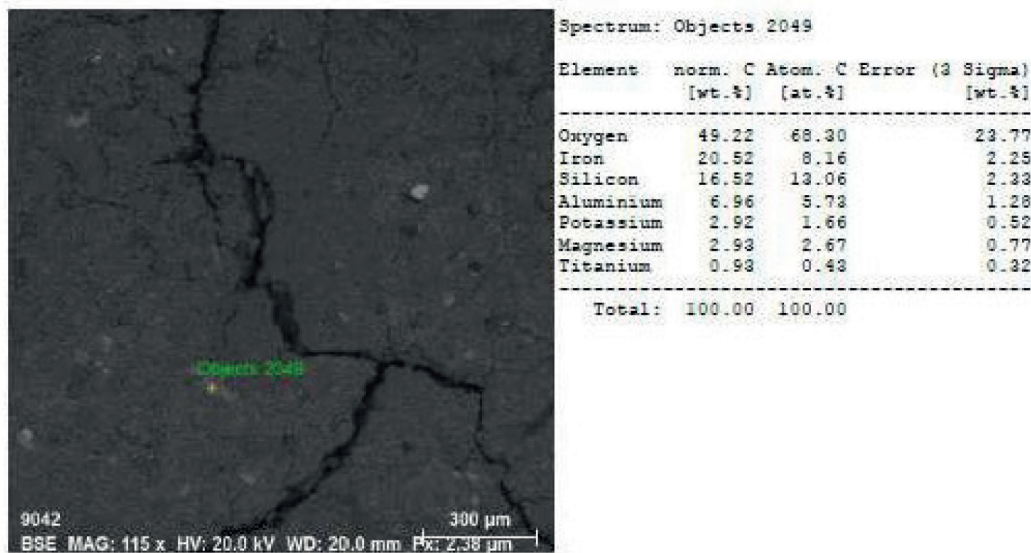 Spectrum: Objects 2049
Element norm. C Atom. C Error (3 Sigma)
[wt.%] [at.%] [wt.%]
Oxygen 49.22 68.30 23.77
Iron 20.52 8.16 2.25
Silicon 16.52 13.06 2.33
Aluminium 6.96 5.73 1.28
Potassium 2.92 1.66 0.52
Magnesium 2.93 2.67 0.77
Titanium 0.93 0.43 0.32
Total: 100.00 100.00
Objects 2049
9042
300 µm
BSE MAG: 115 x HV: 20.0 kV WD: 20.0 mm Px: 2.38 µm